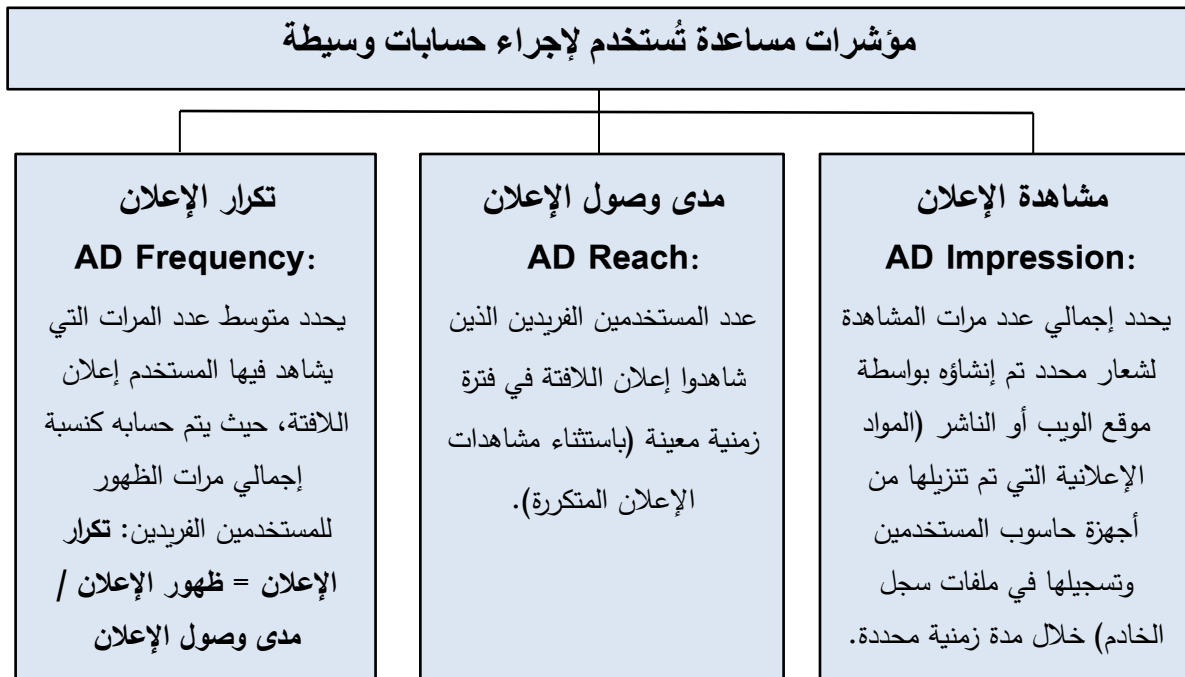 مؤشرات مساعدة تُستخدم لإجراء حسابات وسيطة
مشاهدة الإعلان
AD Impression:
يحدد إجمالي عدد مرات المشاهدة
لشعار محدد تم إنشاؤه بواسطة
موقع الويب أو الناشر (المواد
الإعلانية التي تم تنزيلها من
أجهزة حاسوب المستخدمين
وتسجيلها في ملفات سجل
الخادم) خلال مدة زمنية محددة.
مدى وصول الإعلان
AD Reach:
عدد المستخدمين الفريدين الذين
شاهدوا إعلان اللافتة في فترة
زمنية معينة (باستثناء مشاهدات
الإعلان المتكررة).
تكرار الإعلان
AD Frequency:
يحدد متوسط عدد المرات التي
يشاهد فيها المستخدم إعلان
اللافتة، حيث يتم حسابه كنسبة
إجمالي مرات الظهور
للمستخدمين الفريدين: تكرار
الإعلان = ظهور الإعلان /
مدى وصول الإعلان